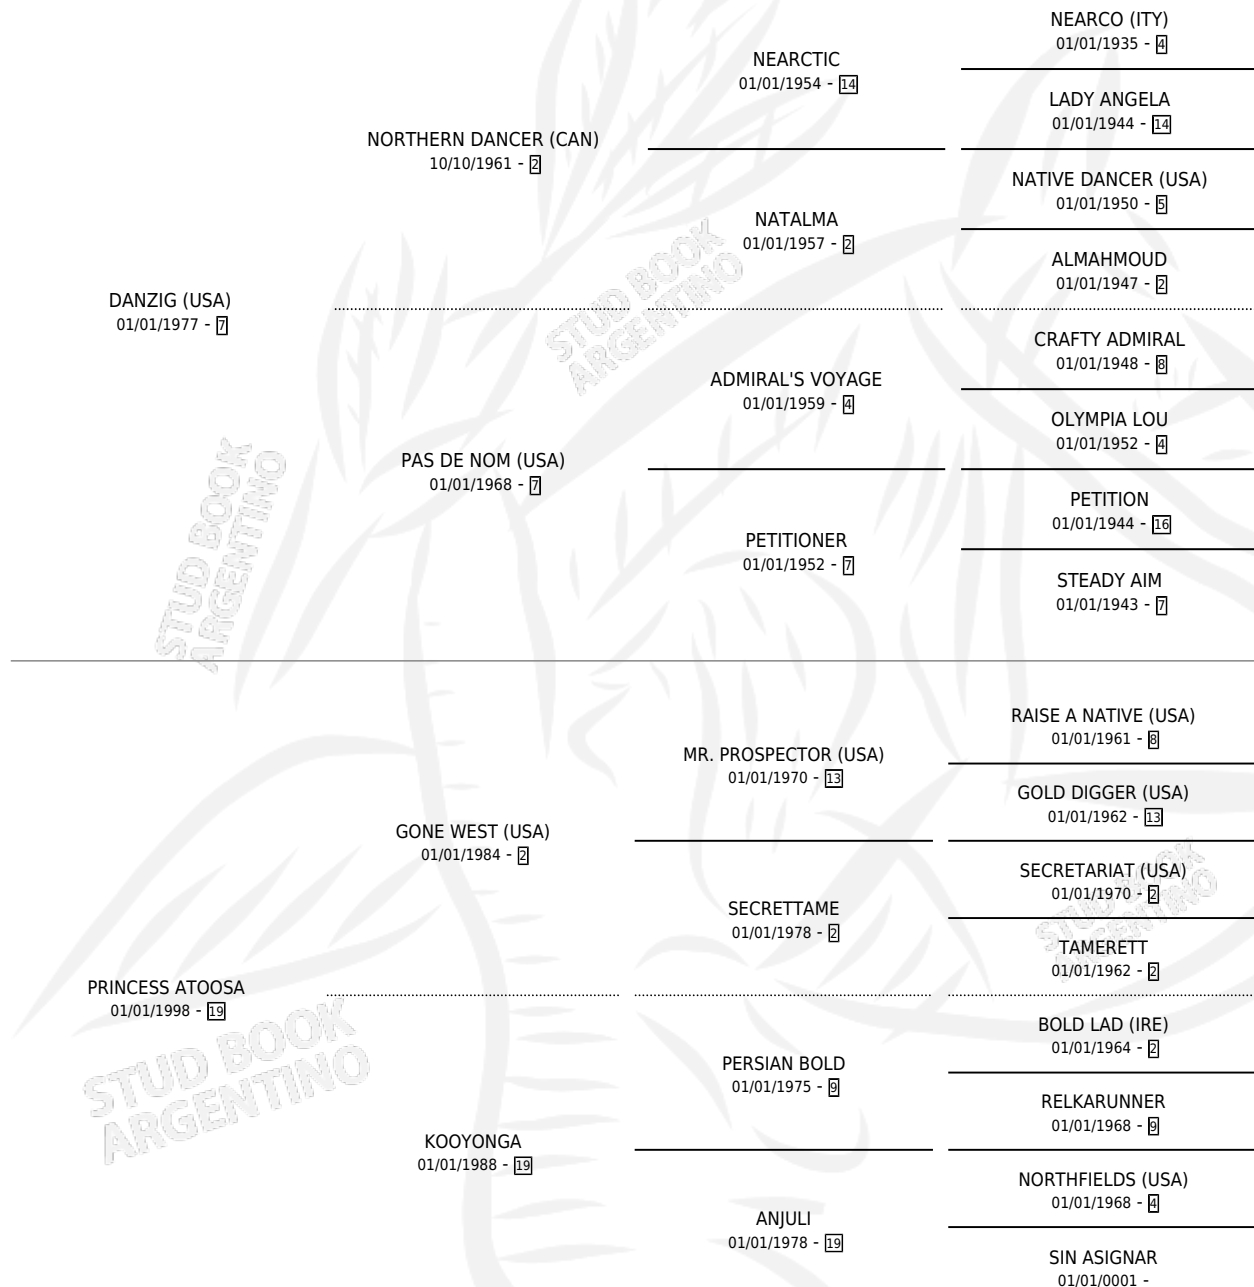 NEARCO (ITY)
01/01/1935 - 4
NEARCTIC
01/01/1954 - 14
LADY ANGELA
01/01/1944 - 14
NORTHERN DANCER (CAN)
10/10/1961 - 2
NATIVE DANCER (USA)
01/01/1950 - 5
NATALMA
01/01/1957 - 2
ALMAHMOUD
01/01/1947 - 2
DANZIG (USA)
01/01/1977 - 7
STUD BOOK
ARGENTINO
CRAFTY ADMIRAL
01/01/1948 - 8
ADMIRAL'S VOYAGE
01/01/1959 - 4
OLYMPIA LOU
01/01/1952 - 4
PAS DE NOM (USA)
01/01/1968 - 7
PETITION
01/01/1944 - 16
PETITIONER
01/01/1952 - 7
STEADY AIM
01/01/1943 - 7
STUD BOOK
ARGENTINO
RAISE A NATIVE (USA)
01/01/1961 - 8
MR. PROSPECTOR (USA)
01/01/1970 - 13
GOLD DIGGER (USA)
01/01/1962 - 13
GONE WEST (USA)
01/01/1984 - 2
SECRETARIAT (USA)
01/01/1970 - 2
STUD BOOK
ARGENTINO
SECRETTAME
01/01/1978 - 2
TAMERETT
01/01/1962 - 2
PRINCESS ATOOSA
01/01/1998 - 19
STUD BOOK
ARGENTINO
BOLD LAD (IRE)
01/01/1964 - 2
PERSIAN BOLD
01/01/1975 - 9
RELKARUNNER
01/01/1968 - 9
KOOYONGA
01/01/1988 - 19
NORTHFIELDS (USA)
01/01/1968 - 4
ANJULI
01/01/1978 - 19
SIN ASIGNAR
01/01/0001 -